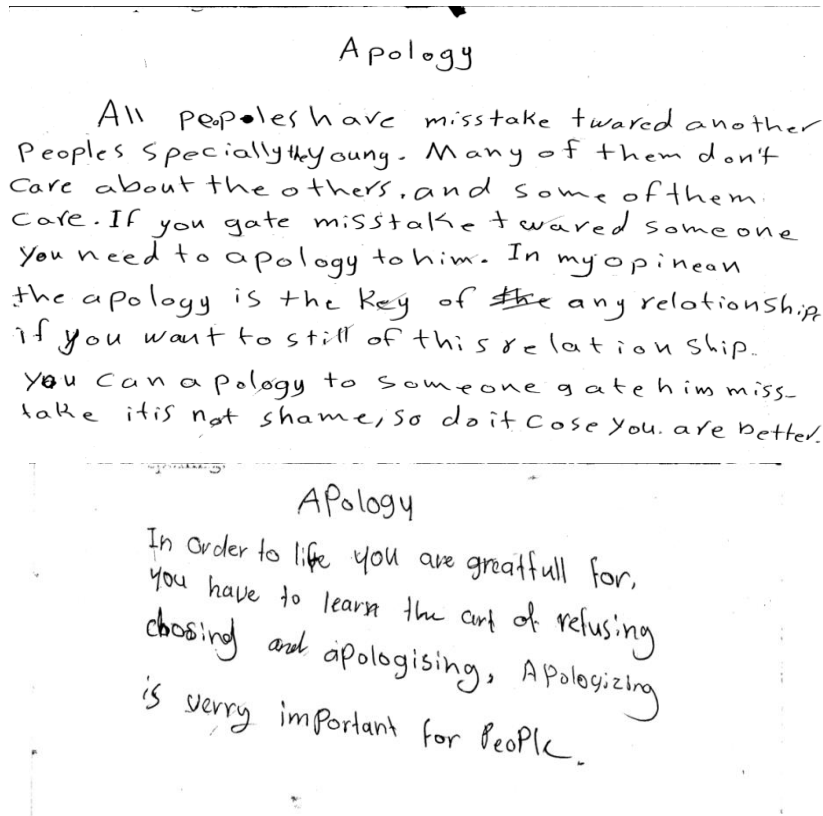 Apology
All peopoles have misstake twared another
Peoples specially the young. Many of them don't
Care about the others, and some of them.
Care. If you gate misstake twared someone
You need to apology to him. In my opinean
the apology is the key of the any relationship
if you want to still of this relation ship.
You can apology to someone gate him miss-
take itis not shame, so do it cose you. are better.
APology
In order to life you are greatfull for,
You have to learn the art of refusing
choosing and apologising, APologizing
is verry imPortant for PeoPle.